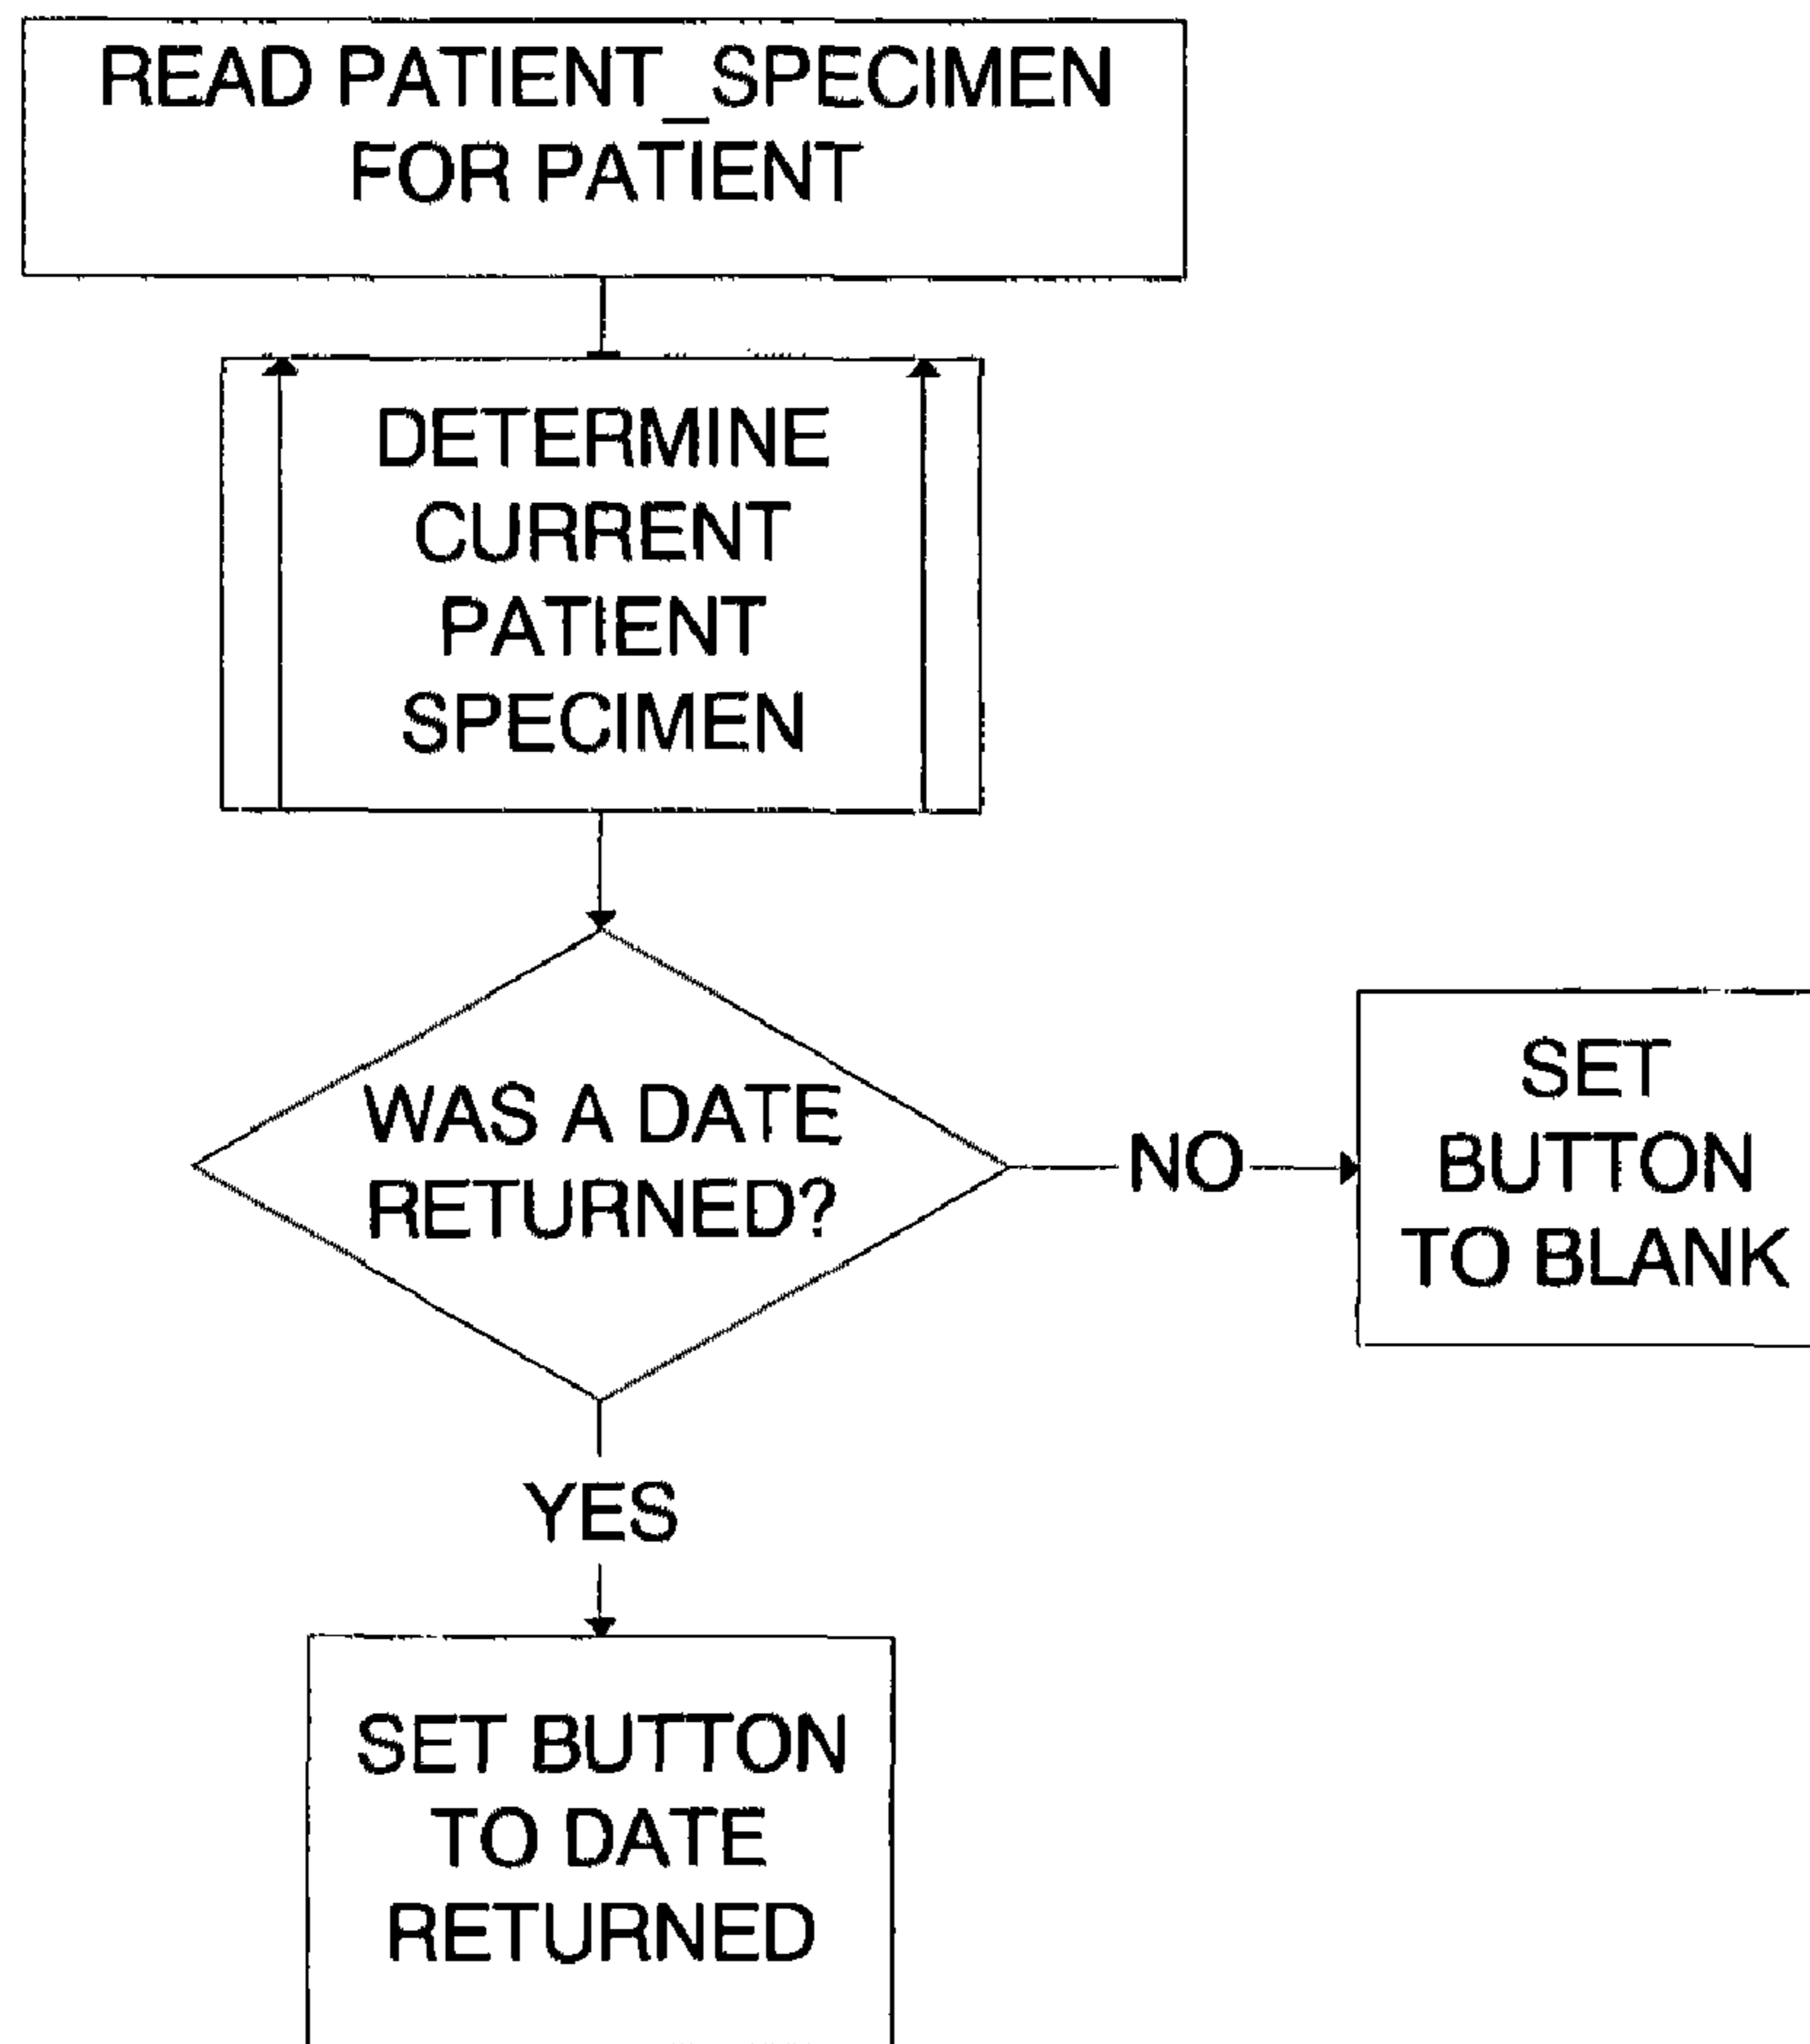 READ PATIENT_SPECIMEN
FOR PATIENT
DETERMINE
CURRENT
PATIENT
SPECIMEN
WAS A DATE
RETURNED?
NO
SET
BUTTON
TO BLANK
YES
SET BUTTON
TO DATE
RETURNED